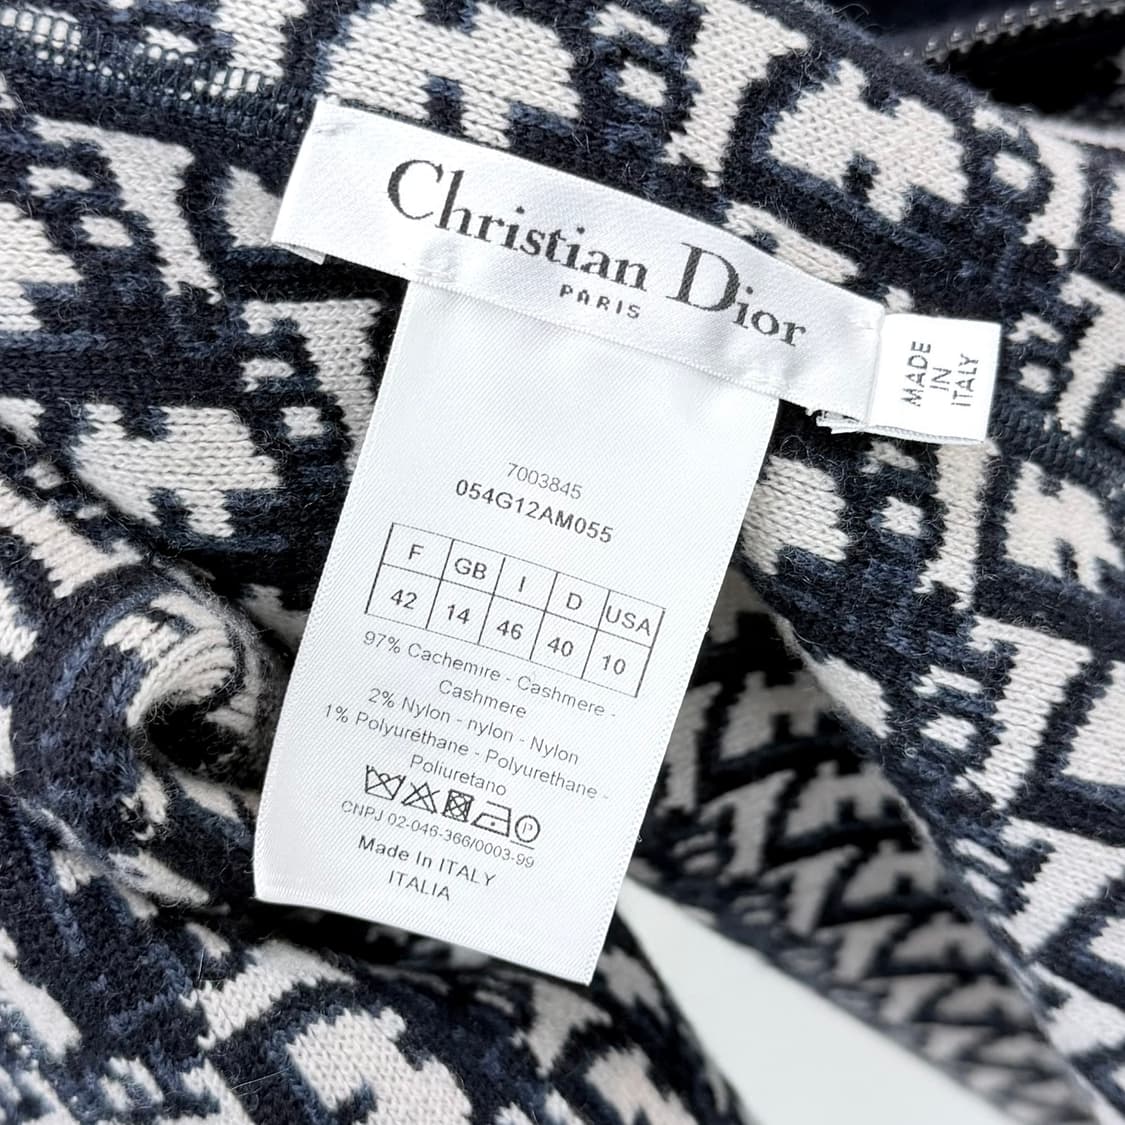 Christian Dior
PARIS
MADE
IN
ITALY
7003845
054G12AM055
F GB I D USA
42 14 46 40 10
97% Cachemire - Cashmere -
Cashmere
2% Nylon - nylon - Nylon
1% Polyuréthane - Polyurethane -
Poliuretano
P
CNPJ 02-046-366/0003-99
Made In ITALY
ITALIA